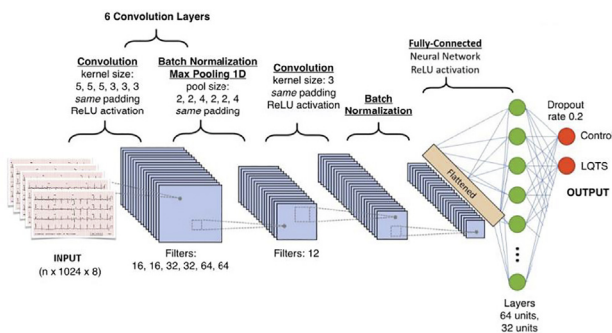 6 Convolution Layers
Convolution
kernel size:
5, 5, 5, 3, 3, 3
same padding
ReLU activation
Batch Normalization
Max Pooling 1D
pool size:
2, 2, 4, 2, 2, 4
same padding
Convolution
kernel size: 3
same padding
ReLU activation
Batch
Normalization
Fully-Connected
Neural Network
ReLU activation
Dropout
rate 0.2
Contro
LQTS
OUTPUT
Flattened
INPUT
(n x 1024 x 8)
Filters:
16, 16, 32, 32, 64, 64
Filters: 12
Layers
64 units,
32 units